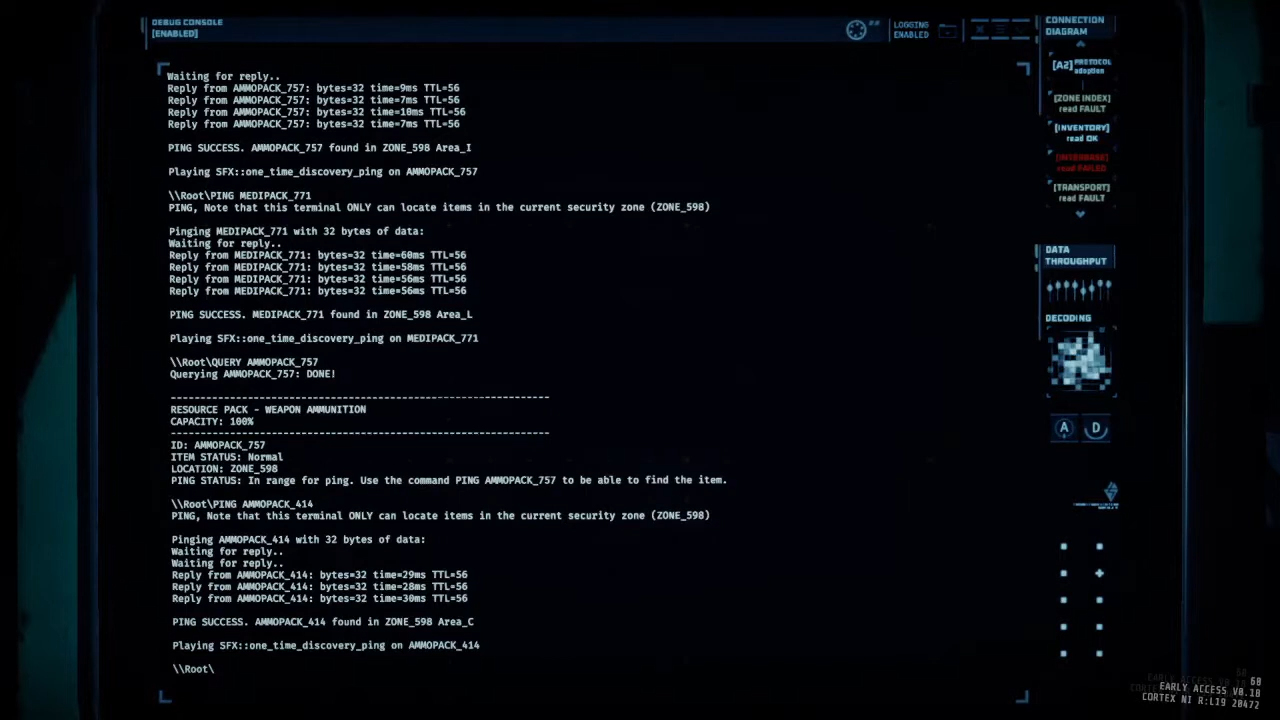 DEBUG CONSOLE
[ENABLED]
LOGGING
ENABLED
Waiting for reply..
Reply from AMMOPACK_757: bytes=32 time=9ms TTL=56
Reply from AMMOPACK_757: bytes=32 time=7ms TTL=56
Reply from AMMOPACK_757: bytes=32 time=10ms TTL=56
Reply from AMMOPACK_757: bytes=32 time=7ms TTL=56
PING SUCCESS. AMMOPACK_757 found in ZONE_598 Area_I
Playing SFX::one_time_discovery_ping on AMMOPACK_757
\\Root\PING MEDIPACK_771
PING, Note that this terminal ONLY can locate items in the current security zone (ZONE_598)
Pinging MEDIPACK_771 with 32 bytes of data:
Waiting for reply..
Reply from MEDIPACK_771: bytes=32 time=60ms TTL=56
Reply from MEDIPACK_771: bytes=32 time=58ms TTL=56
Reply from MEDIPACK_771: bytes=32 time=56ms TTL=56
Reply from MEDIPACK_771: bytes=32 time=56ms TTL=56
PING SUCCESS. MEDIPACK_771 found in ZONE_598 Area_L
Playing SFX::one_time_discovery_ping on MEDIPACK_771
\\Root\QUERY AMMOPACK_757
Querying AMMOPACK_757: DONE!
----------------------------------------------------------------
RESOURCE PACK - WEAPON AMMUNITION
CAPACITY: 100%
----------------------------------------------------------------
ID: AMMOPACK_757
ITEM STATUS: Normal
LOCATION: ZONE_598
PING STATUS: In range for ping. Use the command PING AMMOPACK_757 to be able to find the item.
\\Root\PING AMMOPACK_414
PING, Note that this terminal ONLY can locate items in the current security zone (ZONE_598)
Pinging AMMOPACK_414 with 32 bytes of data:
Waiting for reply..
Waiting for reply..
Reply from AMMOPACK_414: bytes=32 time=29ms TTL=56
Reply from AMMOPACK_414: bytes=32 time=28ms TTL=56
Reply from AMMOPACK_414: bytes=32 time=30ms TTL=56
PING SUCCESS. AMMOPACK_414 found in ZONE_598 Area_C
Playing SFX::one_time_discovery_ping on AMMOPACK_414
\\Root\
CONNECTION
DIAGRAM
[A2] PROTOCOL
adoption
[ZONE INDEX]
read FAULT
[INVENTORY]
read OK
read FAILED
[TRANSPORT]
read FAULT
DATA
THROUGHPUT
DECODING
A D
60
EARLY ACCESS V0.18
CORTEX NI R:L19 20472